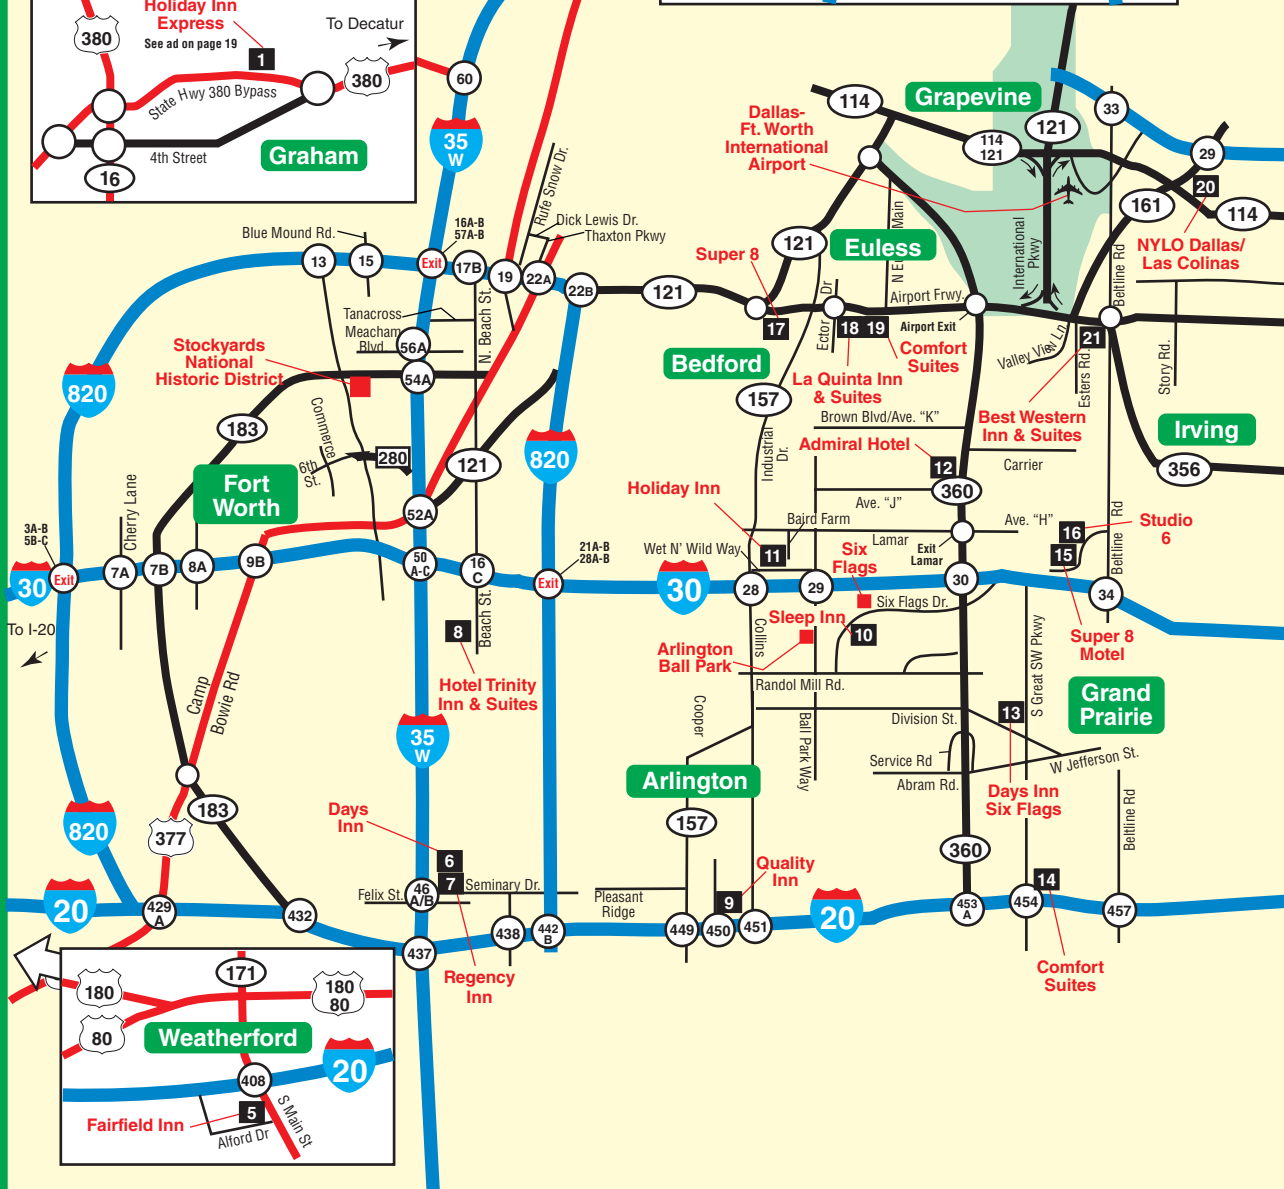 Holiday Inn
Express
See ad on page 19
1
To Decatur
380
380
State Hwy 380 Bypass
4th Street
Graham
16
60
35
W
Rufe Snow Dr.
Dick Lewis Dr.
Thaxton Pkwy
16A-B
57A-B
Blue Mound Rd.
13
15
Exit
17B
19
22A
22B
121
Tanacross
Meacham
Blvd.
56A
54A
N. Beach St.
Stockyards
National
Historic District
820
183
Commerce
6th
St.
280
121
820
Fort
Worth
52A
Cherry Lane
3A-B
5B-C
30
Exit
7A
7B
8A
9B
50
A-C
16
C
Exit
21A-B
28A-B
To I-20
Beach St.
8
Hotel Trinity
Inn & Suites
Camp
Bowie Rd
35
W
183
377
820
20
429
A
432
Days
Inn
6
7
46
A/B
Felix St.
Seminary Dr.
437
438
442
B
Regency
Inn
Dallas-
Ft. Worth
International
Airport
114
Grapevine
114
121
121
33
29
20
161
114
NYLO Dallas/
Las Colinas
Euless
121
Super 8
17
N Eu Main
Ector Dr
Airport Frwy.
International
Pkwy
18
19
Airport Exit
Comfort
Suites
La Quinta Inn
& Suites
Bedford
157
Valley View Ln.
Beltline Rd
21
Esters Rd.
Story Rd.
Best Western
Inn & Suites
Irving
356
Brown Blvd/Ave. “K”
Admiral Hotel
12
Carrier
Industrial
Dr.
360
Ave. “J”
Holiday Inn
Baird Farm
Lamar
Ave. “H”
16
Studio
6
Wet N’ Wild Way
11
Six
Flags
Exit
Lamar
15
Beltline Rd
30
28
29
30
34
Six Flags Dr.
Sleep Inn
10
Collins
Arlington
Ball Park
Super 8
Motel
Randol Mill Rd.
S Great SW Pkwy
Grand
Prairie
Cooper
Ball Park Way
Division St.
13
Service Rd
W Jefferson St.
Abram Rd.
Arlington
Days Inn
Six Flags
157
360
Beltline Rd
Quality
Inn
Pleasant
Ridge
9
20
14
449
450
451
453
A
454
457
Comfort
Suites
180
171
180
80
80
Weatherford
20
408
Fairfield Inn
5
Alford Dr
S Main St